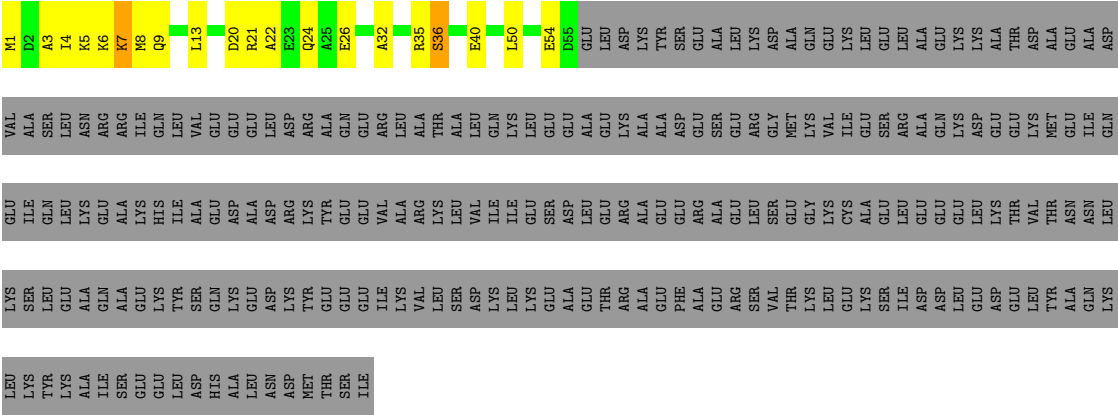 M1 D2 A3 I4 K5 K6 K7 M8 Q9 L13 D20 R21 A22 E23 Q24 A25 E26 A32 R35 S36 E40 L50 E54 D55 GLU LEU ASP LYS TYR SER GLU ALA LEU LYS ASP ALA GLN GLU LYS LEU GLU LEU ALA GLU LYS LYS ALA THR ASP ALA GLU ALA ASP
VAL ALA SER LEU ASN ARG ARG ILE GLN LEU VAL GLU GLU GLU LEU ASP ARG ALA GLN GLU ARG LEU ALA THR ALA LEU GLN LYS LEU GLU GLU ALA GLU LYS ALA ALA ASP GLU SER GLU ARG GLY MET LYS VAL ILE GLU SER ARG ALA GLN LYS ASP GLU GLU LYS MET GLU ILE GLN
GLU ILE GLN LEU LYS GLU ALA LYS HIS ILE ALA GLU ASP ALA ASP ARG LYS TYR GLU GLU VAL ALA ARG LYS LEU VAL ILE ILE GLU SER ASP LEU GLU ARG ALA GLU GLU ARG ALA GLU LEU SER GLU GLY LYS CYS ALA GLU LEU GLU GLU GLU LEU LYS THR VAL THR ASN ASN LEU
LYS SER LEU GLU ALA GLN ALA GLU LYS TYR SER GLN LYS GLU ASP LYS TYR GLU GLU GLU ILE LYS VAL LEU SER ASP LYS LEU LYS GLU ALA GLU THR ARG ALA GLU PHE ALA GLU ARG SER VAL THR LYS LEU GLU LYS SER ILE ASP ASP LEU GLU ASP GLU LEU TYR ALA GLN LYS
LEU LYS TYR LYS ALA ILE SER GLU GLU LEU ASP HIS ALA LEU ASN ASP MET THR SER ILE